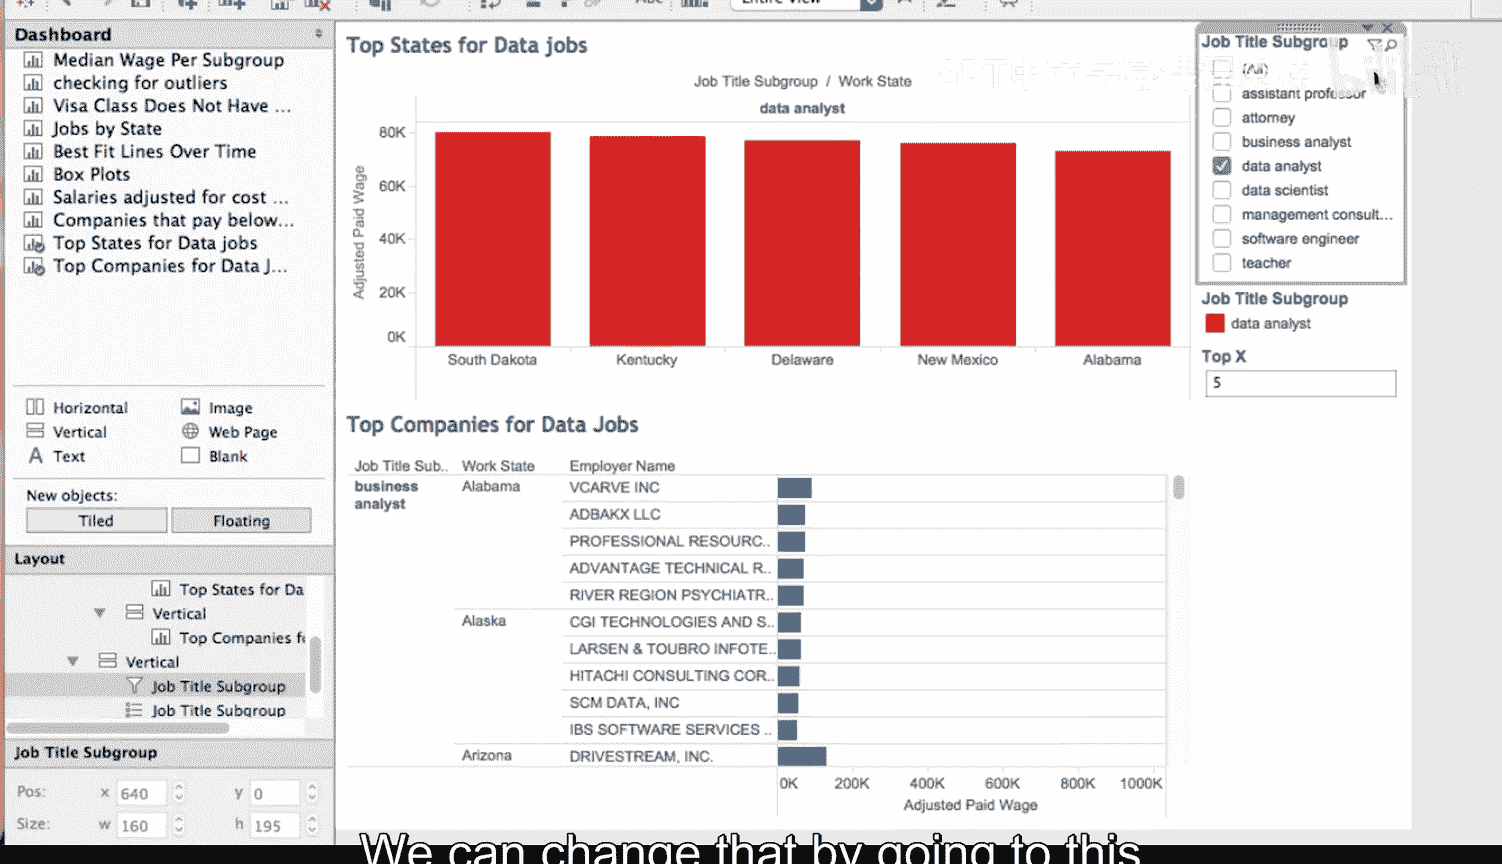 Entire View
Abc
Dashboard
Median Wage Per Subgroup
checking for outliers
Visa Class Does Not Have ...
Jobs by State
Best Fit Lines Over Time
Box Plots
Salaries adjusted for cost ...
Companies that pay below...
Top States for Data jobs
Top Companies for Data J...
Horizontal
Image
Vertical
Web Page
Text
Blank
New objects:
Tiled
Floating
Layout
Top States for Da
Vertical
Top Companies fo
Vertical
Job Title Subgroup
Job Title Subgroup
Job Title Subgroup
Pos: x 640 y 0
Size: w 160 h 195
Top States for Data jobs
Job Title Subgroup / Work State
data analyst
Adjusted Paid Wage
80K
60K
40K
20K
0K
South Dakota
Kentucky
Delaware
New Mexico
Alabama
Top Companies for Data Jobs
Job Title Sub.. Work State Employer Name
business analyst
Alabama
VCARVE INC
ADBAKX LLC
PROFESSIONAL RESOURC..
ADVANTAGE TECHNICAL R..
RIVER REGION PSYCHIATR..
Alaska
CGI TECHNOLOGIES AND S..
LARSEN & TOUBRO INFOTE..
HITACHI CONSULTING COR..
SCM DATA, INC
IBS SOFTWARE SERVICES ..
Arizona
DRIVESTREAM, INC.
0K 200K 400K 600K 800K 1000K
Adjusted Paid Wage
Job Title Subgroup
(All)
assistant professor
attorney
business analyst
data analyst
data scientist
management consult...
software engineer
teacher
Job Title Subgroup
data analyst
Top X
5
We can change that by going to this